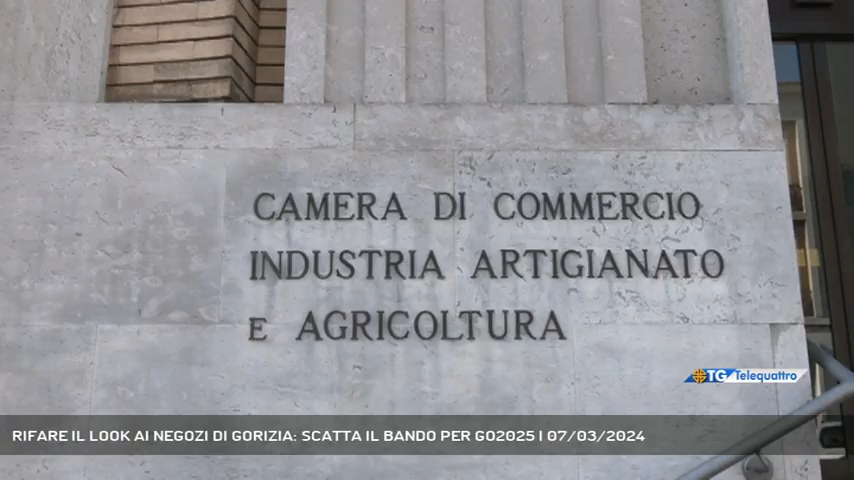 CAMERA DI COMMERCIO
INDUSTRIA ARTIGIANATO
E AGRICOLTURA
TG Telequattro
RIFARE IL LOOK AI NEGOZI DI GORIZIA: SCATTA IL BANDO PER GO2025 | 07/03/2024